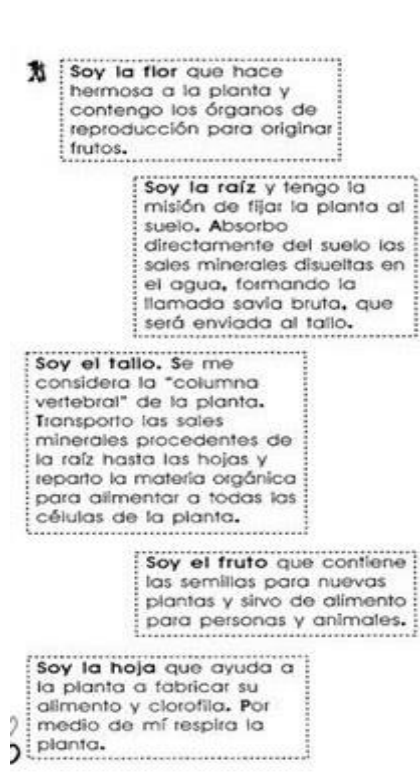 Soy la flor que hace
hermosa a la planta y
contengo los órganos de
reproducción para originar
frutos.
Soy la raíz y tengo la
misión de fijar la planta al
suelo. Absorbo
directamente del suelo las
sales minerales disueltas en
el agua, formando la
llamada savia bruta, que
será enviada al tallo.
Soy el tallo. Se me
considera la "columna
vertebral" de la planta.
Transporto las sales
minerales procedentes de
la raíz hasta las hojas y
reparto la materia orgánica
para alimentar a todas las
células de la planta.
Soy el fruto que contiene
las semillas para nuevas
plantas y sirvo de alimento
para personas y animales.
Soy la hoja que ayuda a
la planta a fabricar su
alimento y clorofila. Por
medio de mí respira la
planta.